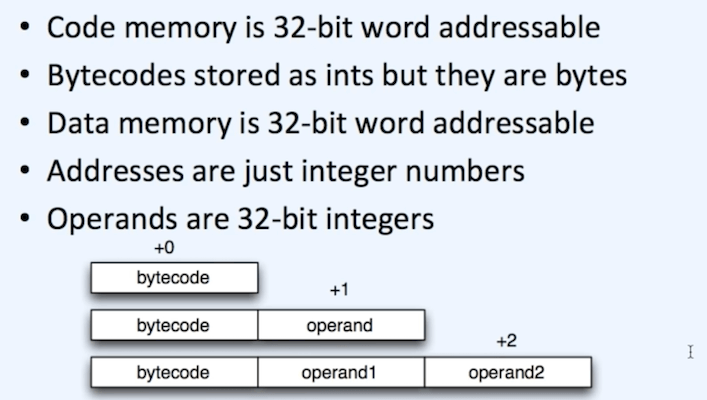 • Code memory is 32-bit word addressable
• Bytecodes stored as ints but they are bytes
• Data memory is 32-bit word addressable
• Addresses are just integer numbers
• Operands are 32-bit integers
+0
bytecode
+1
bytecode operand
+2
bytecode operand1 operand2